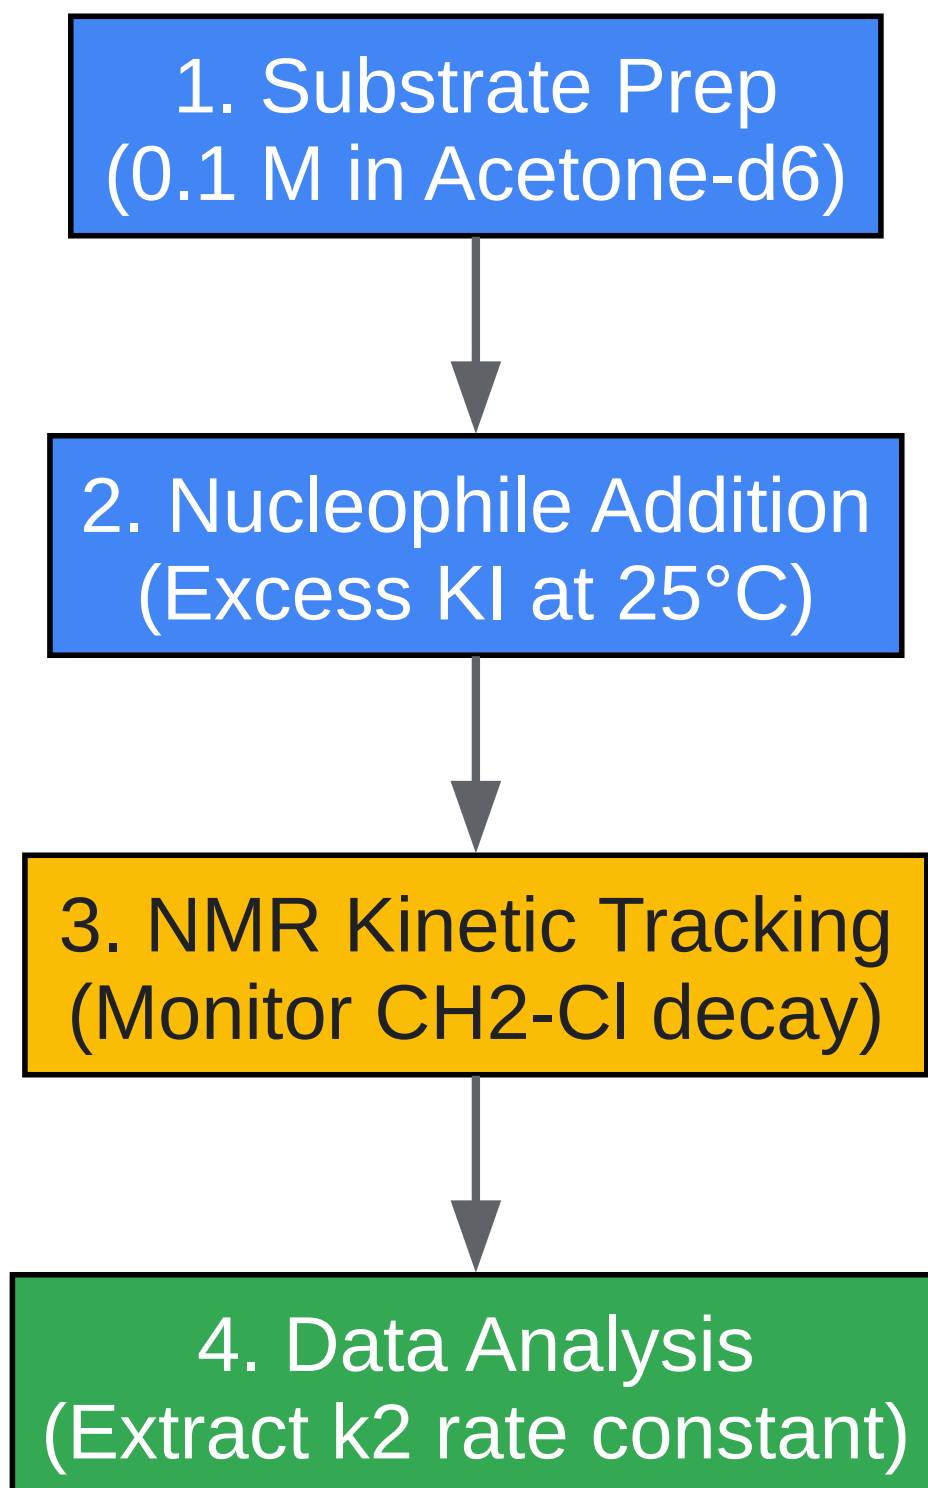 1. Substrate Prep
(0.1 M in Acetone-d6)
2. Nucleophile Addition
(Excess KI at 25°C)
3. NMR Kinetic Tracking
(Monitor CH2-Cl decay)
4. Data Analysis
(Extract k2 rate constant)